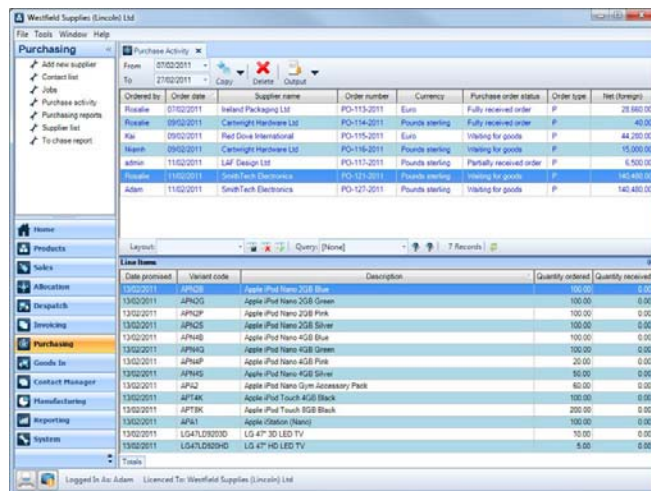 Westfield Supplies (Lincoln) Ltd
File Tools Window Help
Purchasing
Add new supplier
Contact list
Jobs
Purchase activity
Purchasing reports
Supplier list
To chase report
Home
Products
Sales
Allocation
Despatch
Invoicing
Purchasing
Goods In
Contact Manager
Manufacturing
Reporting
System
Purchase Activity
From 07/02/2011
To 27/02/2011
Copy Delete Output
Ordered by Order date Supplier name Order number Currency Purchase order status Order type Net (foreign)
Rosalie 07/02/2011 Ireland Packaging Ltd PO-113-2011 Euro Fully received order P 28,660.00
Rosalie 09/02/2011 Cartwright Hardware Ltd PO-114-2011 Pounds sterling Fully received order P 40.00
Kai 09/02/2011 Red Dove International PO-115-2011 Euro Waiting for goods P 44,280.00
Niamh 09/02/2011 Cartwright Hardware Ltd PO-116-2011 Pounds sterling Waiting for goods P 15,000.00
admin 11/02/2011 LAF Design Ltd PO-117-2011 Pounds sterling Partially received order P 6,500.00
Rosalie 11/02/2011 SmithTech Electronics PO-121-2011 Pounds sterling Waiting for goods P 140,480.00
Adam 11/02/2011 SmithTech Electronics PO-127-2011 Pounds sterling Waiting for goods P 140,480.00
Layout: Query: [None] 7 Records
Line Items
Date promised Variant code Description Quantity ordered Quantity received
13/02/2011 APN2B Apple iPod Nano 2GB Blue 100.00 0.00
13/02/2011 APN2G Apple iPod Nano 2GB Green 100.00 0.00
13/02/2011 APN2P Apple iPod Nano 2GB Pink 100.00 0.00
13/02/2011 APN2S Apple iPod Nano 2GB Silver 100.00 0.00
13/02/2011 APN4B Apple iPod Nano 4GB Blue 100.00 0.00
13/02/2011 APN4G Apple iPod Nano 4GB Green 100.00 0.00
13/02/2011 APN4P Apple iPod Nano 4GB Pink 20.00 0.00
13/02/2011 APN4S Apple iPod Nano 4GB Silver 50.00 0.00
13/02/2011 APA2 Apple iPod Nano Gym Accessory Pack 60.00 0.00
13/02/2011 APT4K Apple iPod Touch 4GB Black 100.00 0.00
13/02/2011 APT8K Apple iPod Touch 8GB Black 200.00 0.00
13/02/2011 APA1 Apple iStation (Nano) 100.00 0.00
13/02/2011 LG47LD9203D LG 47" 3D LED TV 10.00 0.00
13/02/2011 LG47LD920HD LG 47" HD LED TV 5.00 0.00
Totals
Logged In As: Adam Licenced To: Westfield Supplies (Lincoln) Ltd